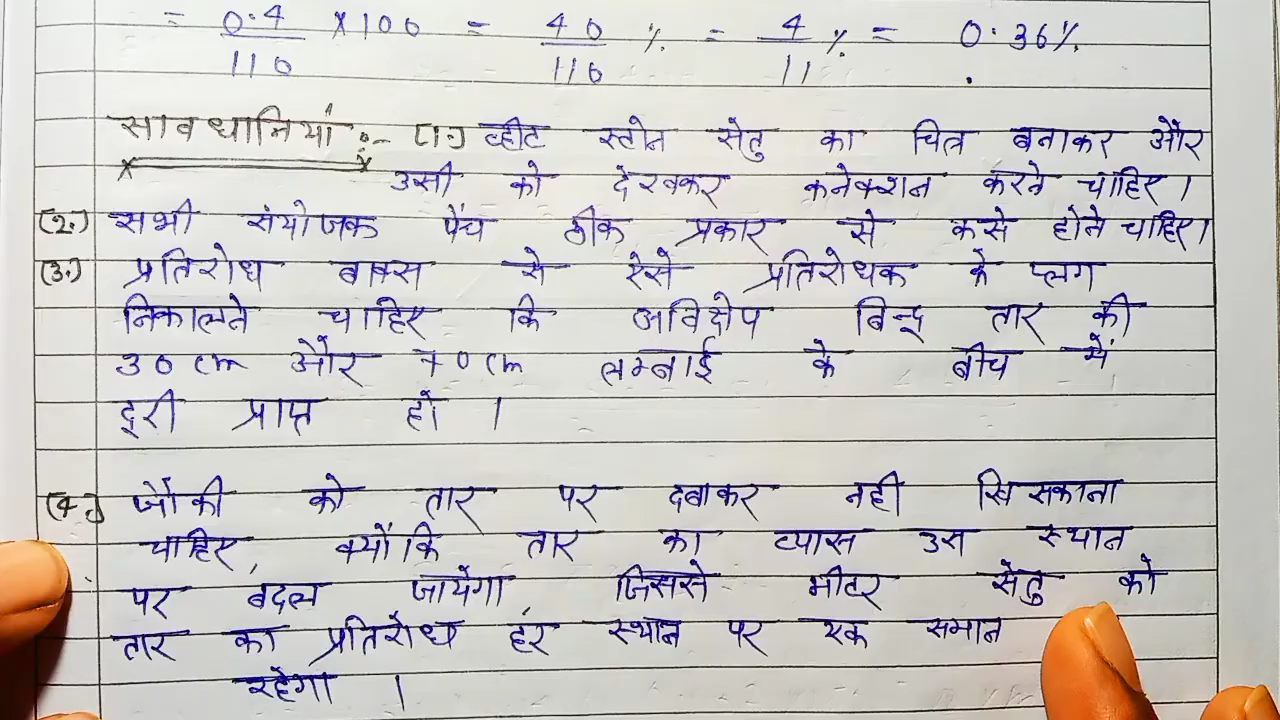 = 0.4/110 ×100 = 40/110 % = 4/11 % = 0.36%.
सावधानियां :- (1.) व्हीट स्टोन सेतु का चित्र बनाकर और
उसी को देखकर कनेक्शन करने चाहिए।
(2.) सभी संयोजक पेंच ठीक प्रकार से कसे होने चाहिए।
(3.) प्रतिरोध बाक्स से ऐसे प्रतिरोधक के प्लग
निकालने चाहिए कि अविक्षेप बिन्दु तार की
30 cm और 70 cm लम्बाई के बीच में
दूरी प्राप्त हो ।
(4.) जौकी को तार पर दबाकर नही खिसकाना
चाहिए, क्योंकि तार का व्यास उस स्थान
पर बदल जायेगा जिससे मीटर सेतु को
तार का प्रतिरोध हर स्थान पर एक समान
रहेगा ।